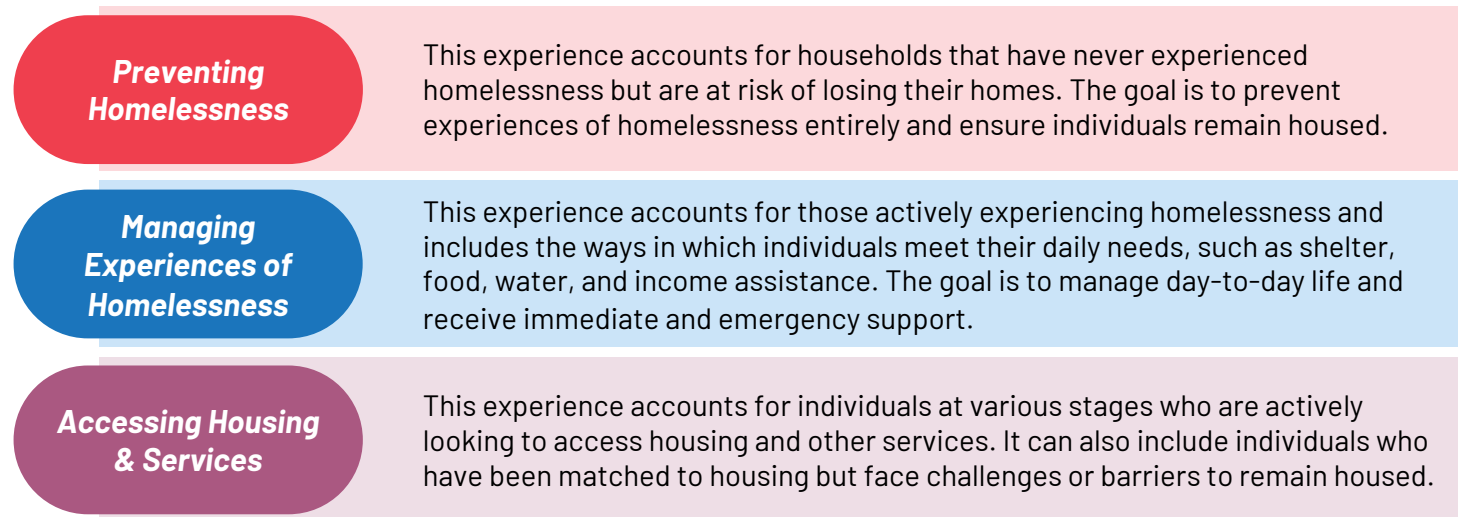 Preventing
Homelessness
This experience accounts for households that have never experienced
homelessness but are at risk of losing their homes. The goal is to prevent
experiences of homelessness entirely and ensure individuals remain housed.
Managing
Experiences of
Homelessness
This experience accounts for those actively experiencing homelessness and
includes the ways in which individuals meet their daily needs, such as shelter,
food, water, and income assistance. The goal is to manage day-to-day life and
receive immediate and emergency support.
Accessing Housing
& Services
This experience accounts for individuals at various stages who are actively
looking to access housing and other services. It can also include individuals who
have been matched to housing but face challenges or barriers to remain housed.